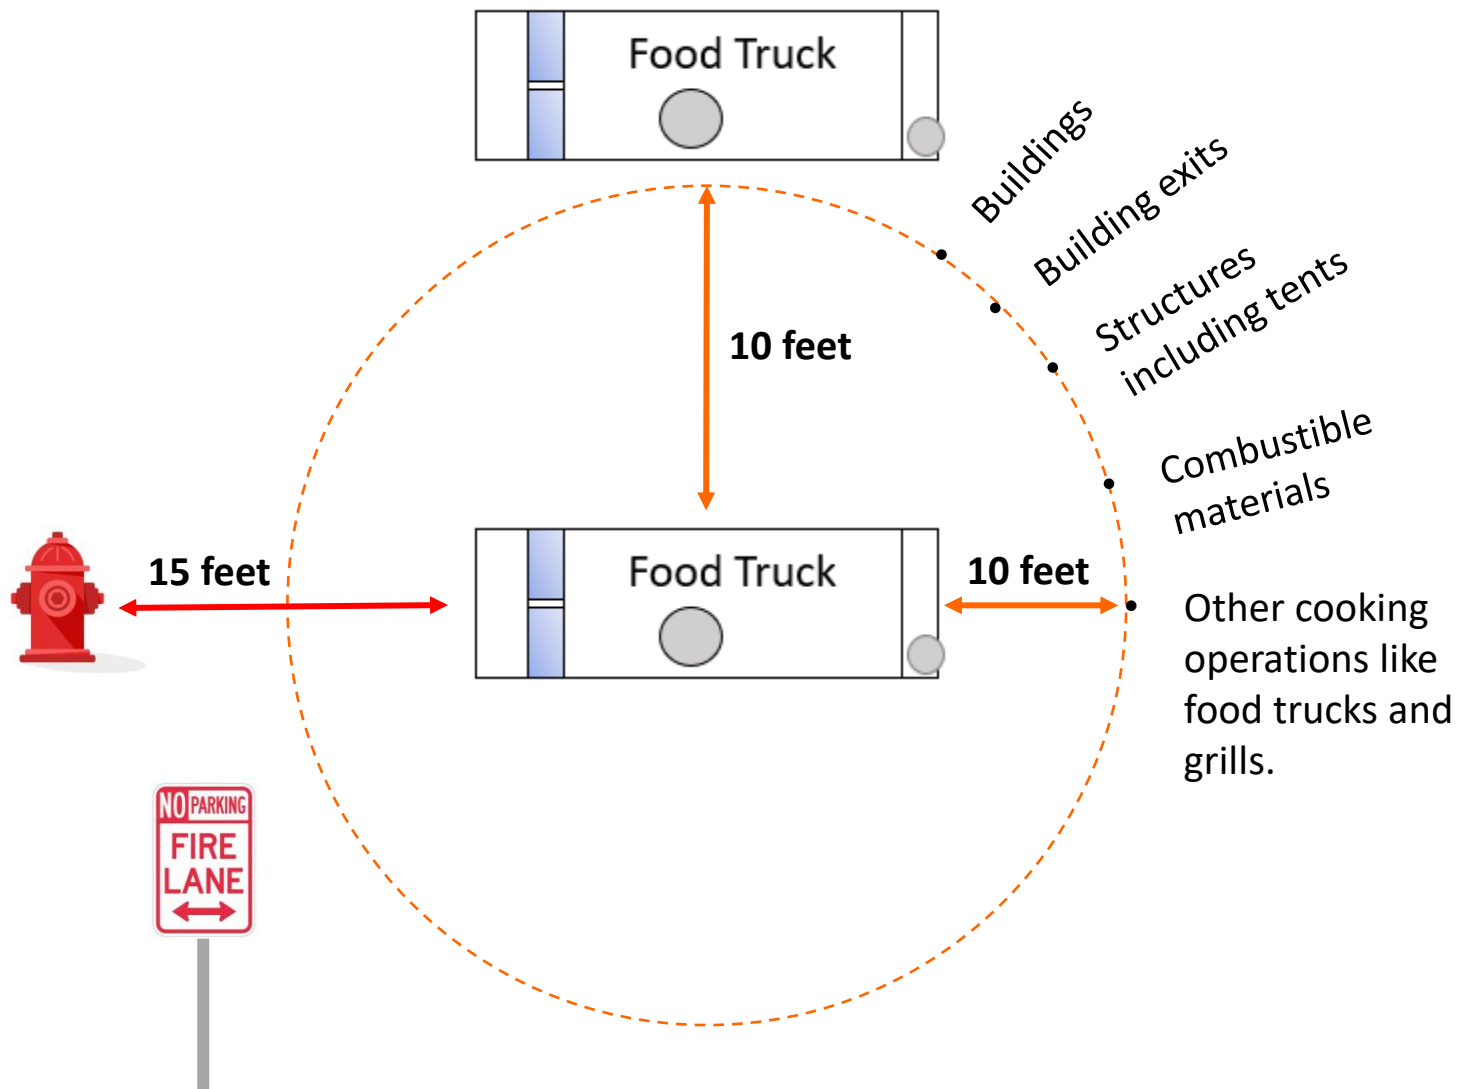 Food Truck
Buildings
Building exits
Structures
including tents
10 feet
Combustible
materials
15 feet
Food Truck
10 feet
Other cooking
operations like
food trucks and
grills.
NO PARKING
FIRE
LANE